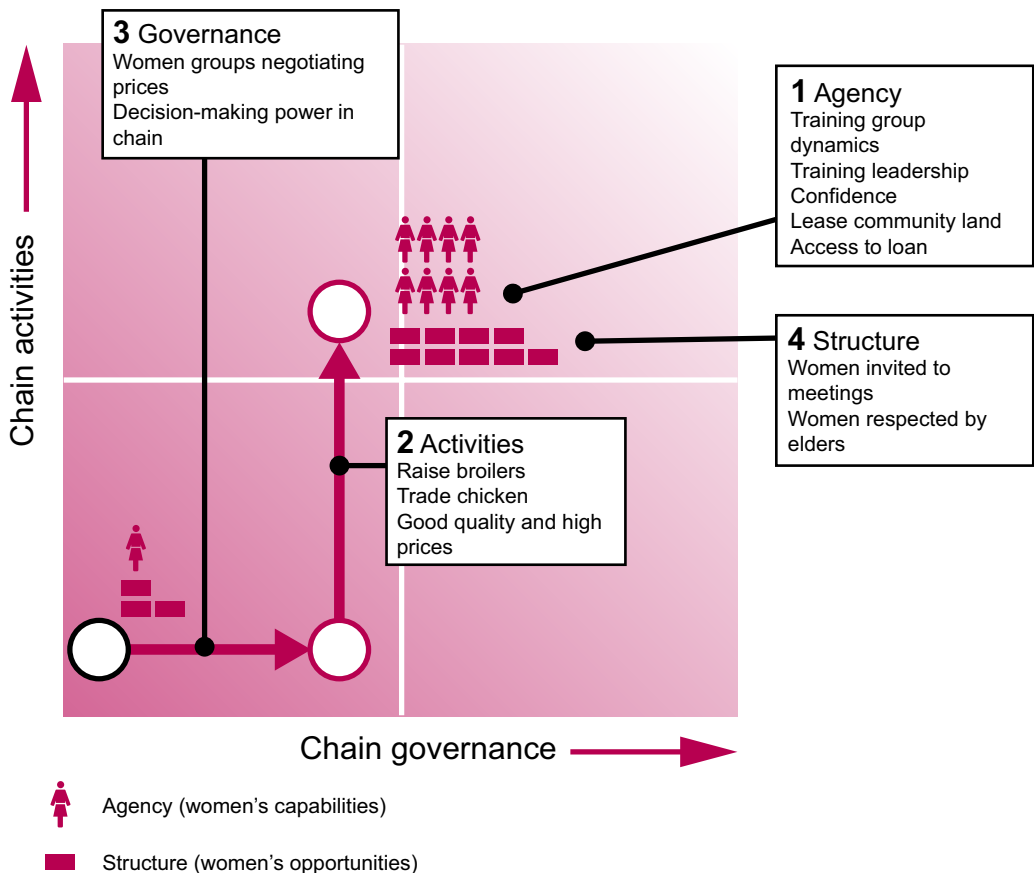 3 Governance
Women groups negotiating
prices
Decision-making power in
chain
1 Agency
Training group
dynamics
Training leadership
Confidence
Lease community land
Access to loan
4 Structure
Women invited to
meetings
Women respected by
elders
2 Activities
Raise broilers
Trade chicken
Good quality and high
prices
Chain activities
Chain governance
Agency (women's capabilities)
Structure (women's opportunities)